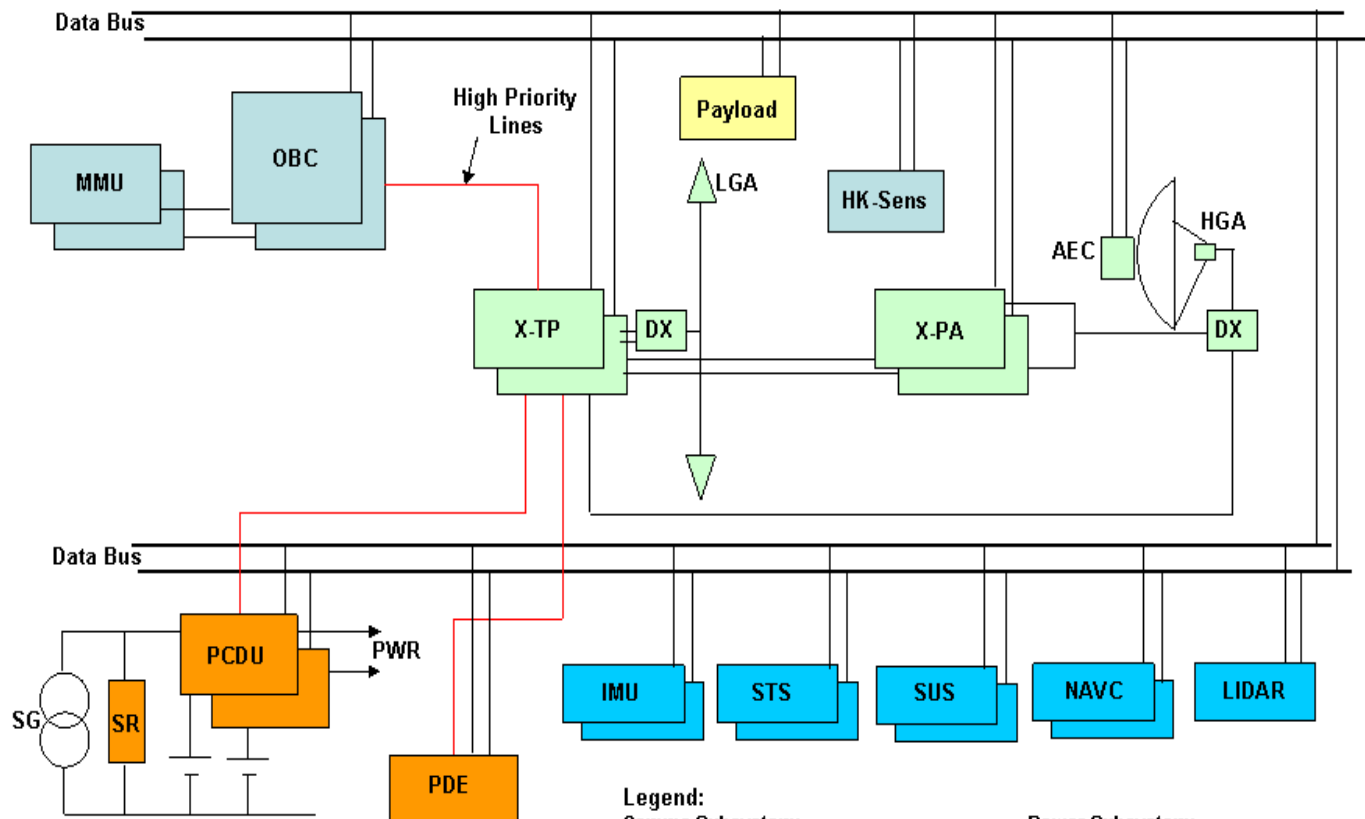 Data Bus
High Priority
Lines
Payload
OBC
MMU
LGA
HK-Sens
HGA
AEC
X-TP
DX
X-PA
DX
Data Bus
PCDU
PWR
SG
SR
IMU
STS
SUS
NAVC
LIDAR
PDE
Legend: